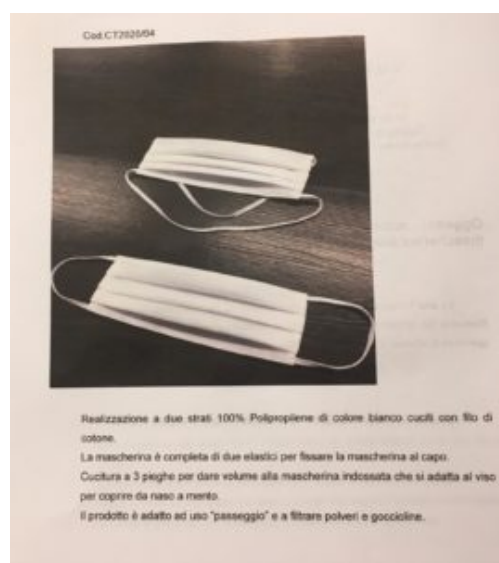 Cod.CT2020/04
Realizzazione a due strati 100% Polipropilene di colore bianco cuciti con filo di
cotone.
La mascherina è completa di due elastici per fissare la mascherina al capo.
Cucitura a 3 pieghe per dare volume alla mascherina indossata che si adatta al viso
per coprire da naso a mento.
Il prodotto è adatto ad uso "passeggio" e a filtrare polveri e goccioline.